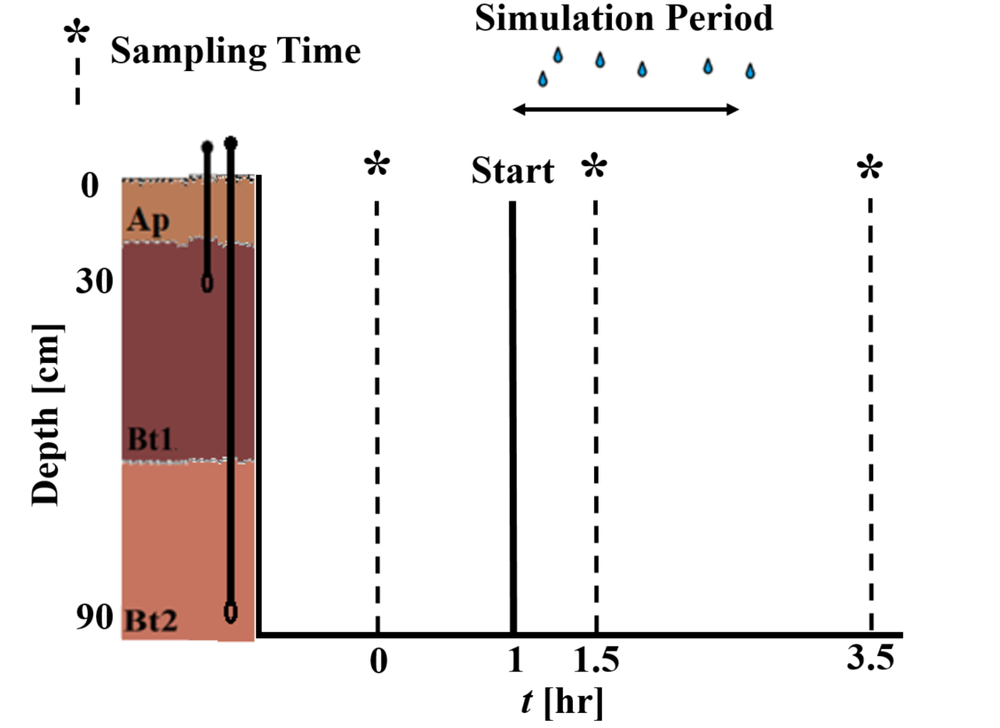 Simulation Period
* Sampling Time
* Start * *
0
Ap
30
Depth [cm]
Bt1.
90 Bt2
0 1 1.5 3.5
t [hr]